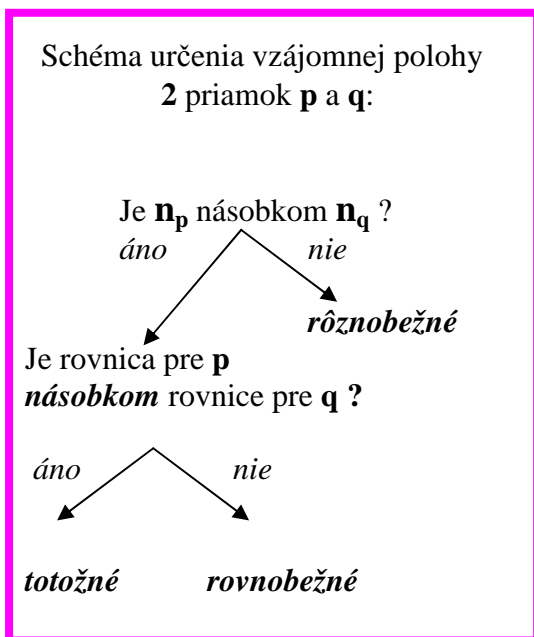 Schéma určenia vzájomnej polohy
2 priamok p a q:
Je nₚ násobkom n_q ?
áno nie
rôznobežné
Je rovnica pre p
násobkom rovnice pre q ?
áno nie
totožné rovnobežné